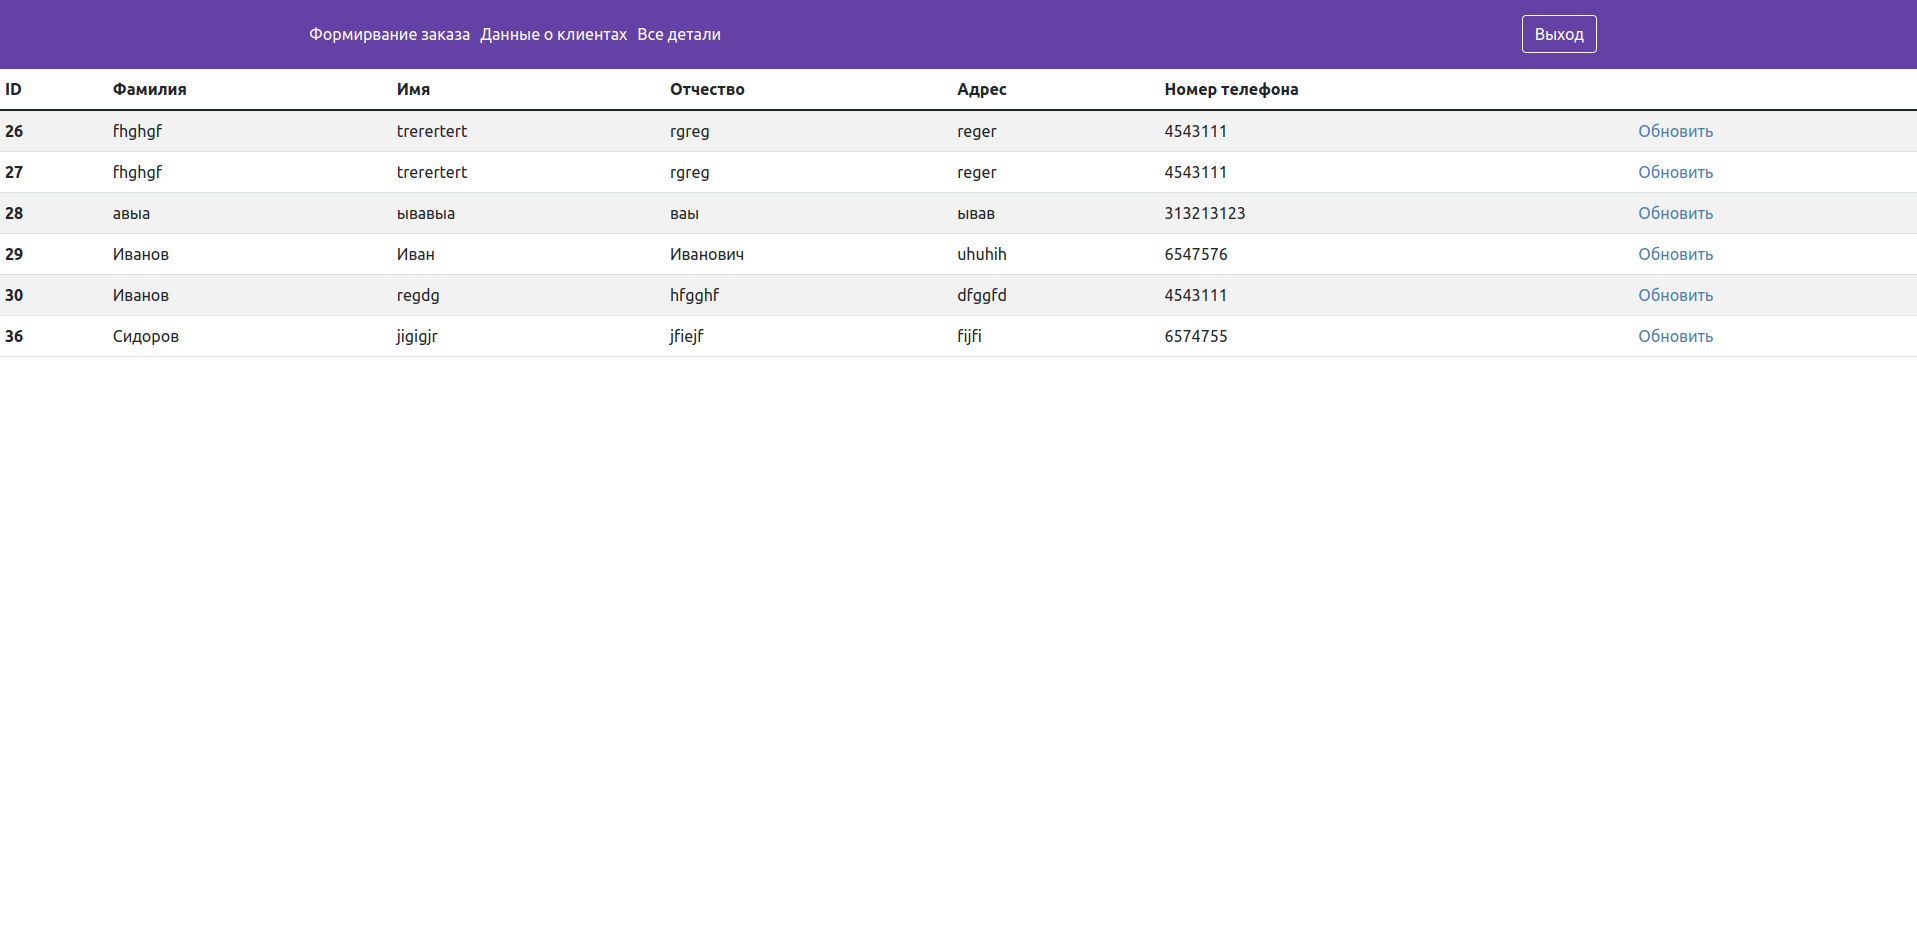 Формирвание заказа Данные о клиентах Все детали Выход
ID Фамилия Имя Отчество Адрес Номер телефона
26 fhghgf trerertert rgreg reger 4543111 Обновить
27 fhghgf trerertert rgreg reger 4543111 Обновить
28 авыа ывавыа ваы ывав 313213123 Обновить
29 Иванов Иван Иванович uhuhih 6547576 Обновить
30 Иванов regdg hfgghf dfggfd 4543111 Обновить
36 Сидоров jigigjr jfiejf fijfi 6574755 Обновить